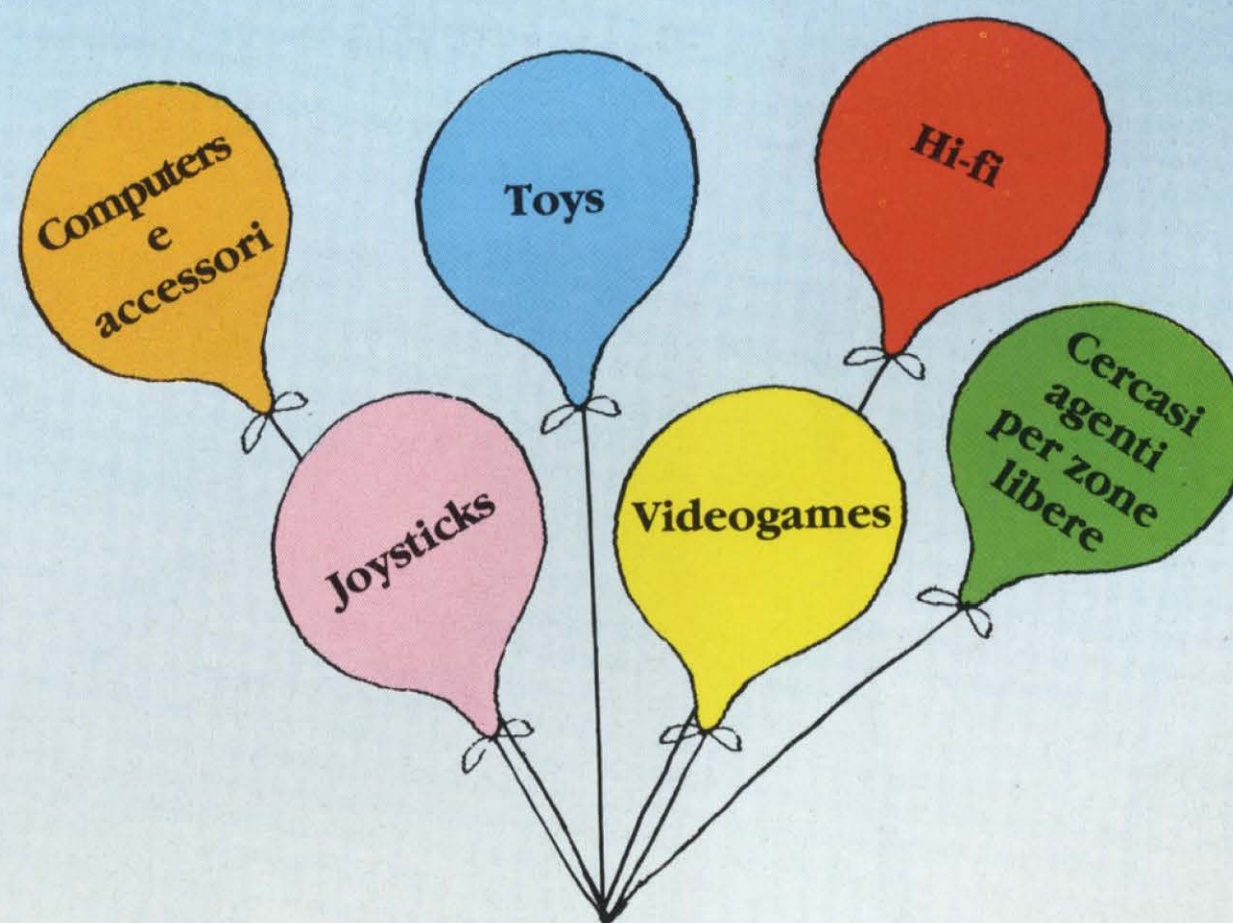 Computers
e
accessori
Toys
Hi-fi
Joysticks
Videogames
Cercasi
agenti
per zone
libere